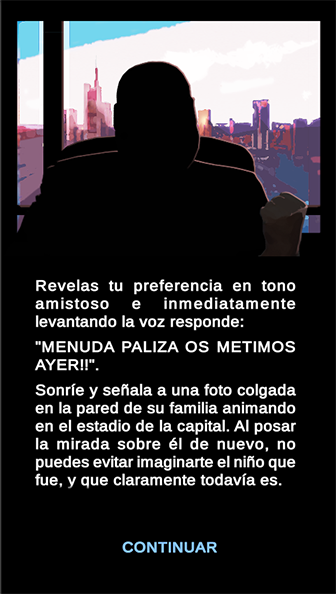 Revelas tu preferencia en tono
amistoso e inmediatamente
levantando la voz responde:
"MENUDA PALIZA OS METIMOS
AYER!!".
Sonríe y señala a una foto colgada
en la pared de su familia animando
en el estadio de la capital. Al posar
la mirada sobre él de nuevo, no
puedes evitar imaginarte el niño que
fue, y que claramente todavía es.
CONTINUAR